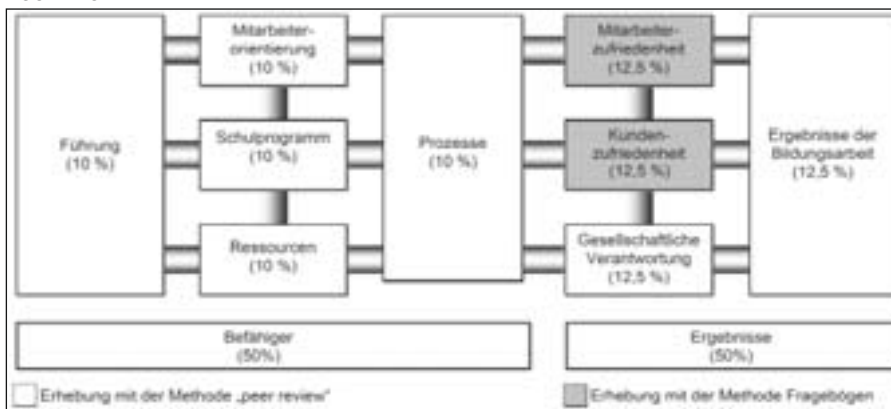 Führung
(10 %)
Mitarbeiter-
orientierung
(10 %)
Schulprogramm
(10 %)
Ressourcen
(10 %)
Prozesse
(10 %)
Mitarbeiter-
zufriedenheit
(12,5 %)
Kunden-
zufriedenheit
(12,5 %)
Gesellschaftliche
Verantwortung
(12,5 %)
Ergebnisse der
Bildungsarbeit
(12,5 %)
Befähiger
(50%)
Ergebnisse
(50%)
Erhebung mit der Methode „peer review“
Erhebung mit der Methode Fragebögen